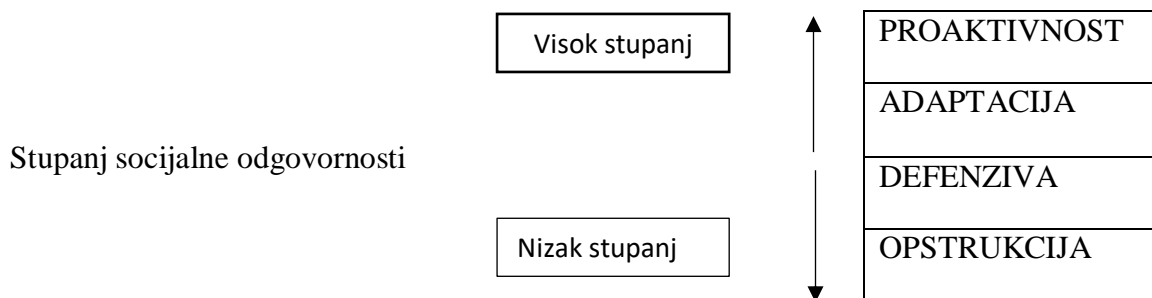 Visok stupanj
PROAKTIVNOST
ADAPTACIJA
Stupanj socijalne odgovornosti
DEFENZIVA
Nizak stupanj
OPSTRUKCIJA